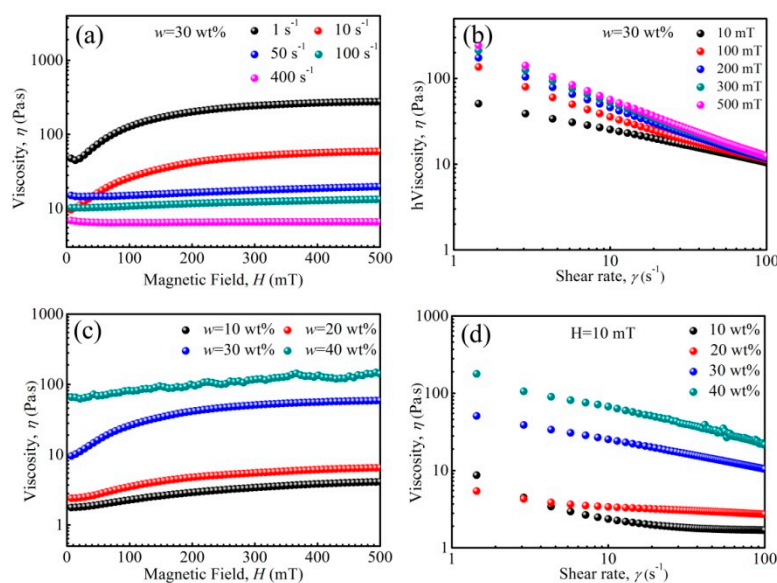 (a)
w=30 wt%
1 s⁻¹
10 s⁻¹
50 s⁻¹
100 s⁻¹
400 s⁻¹
1000
100
10
1
Viscosity, η (Pa.s)
0
100
200
300
400
500
Magnetic Field, H (mT)
(b)
w=30 wt%
10 mT
100 mT
200 mT
300 mT
500 mT
100
10
1
hViscosity, η (Pa.s)
1
10
100
Shear rate, γ (s⁻¹)
(c)
w=10 wt%
w=20 wt%
w=30 wt%
w=40 wt%
1000
100
10
1
Viscosity, η (Pa.s)
0
100
200
300
400
500
Magnetic Field, H (mT)
(d)
H=10 mT
10 wt%
20 wt%
30 wt%
40 wt%
1000
100
10
1
Viscosity, η (Pa.s)
1
10
100
Shear rate, γ (s⁻¹)